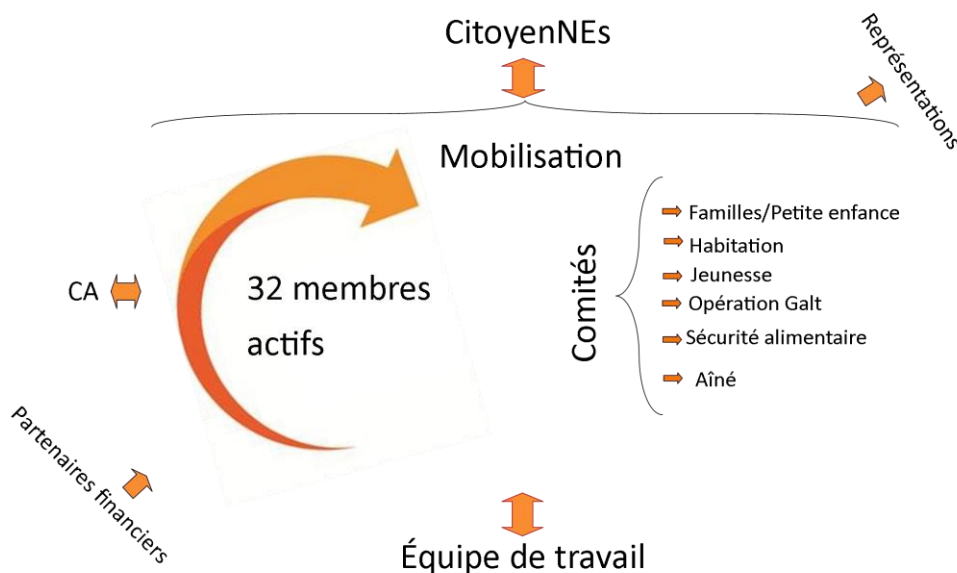 CitoyenNEs
Représentations
Mobilisation
CA
32 membres
actifs
Comités
Familles/Petite enfance
Habitation
Jeunesse
Opération Galt
Sécurité alimentaire
Aîné
Partenaires financiers
Équipe de travail